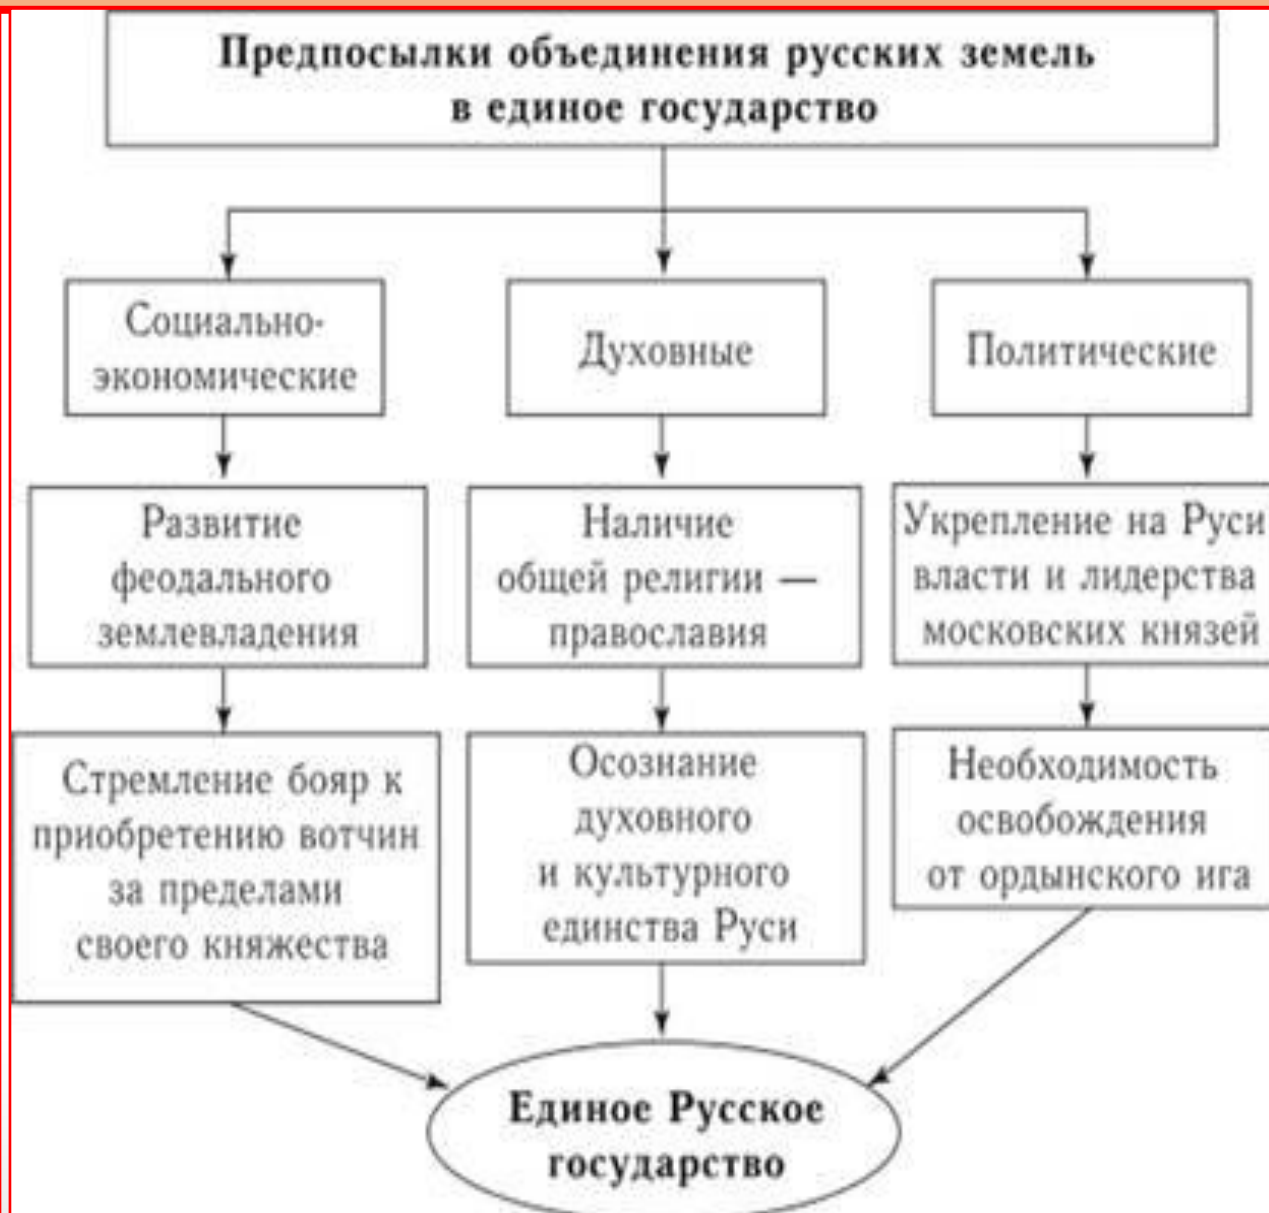 Предпосылки объединения русских земель
в единое государство
Социально-
экономические
Духовные
Политические
Развитие
феодального
землевладения
Наличие
общей религии —
православия
Укрепление на Руси
власти и лидерства
московских князей
Стремление бояр к
приобретению вотчин
за пределами
своего княжества
Осознание
духовного
и культурного
единства Руси
Необходимость
освобождения
от ордынского ига
Единое Русское
государство